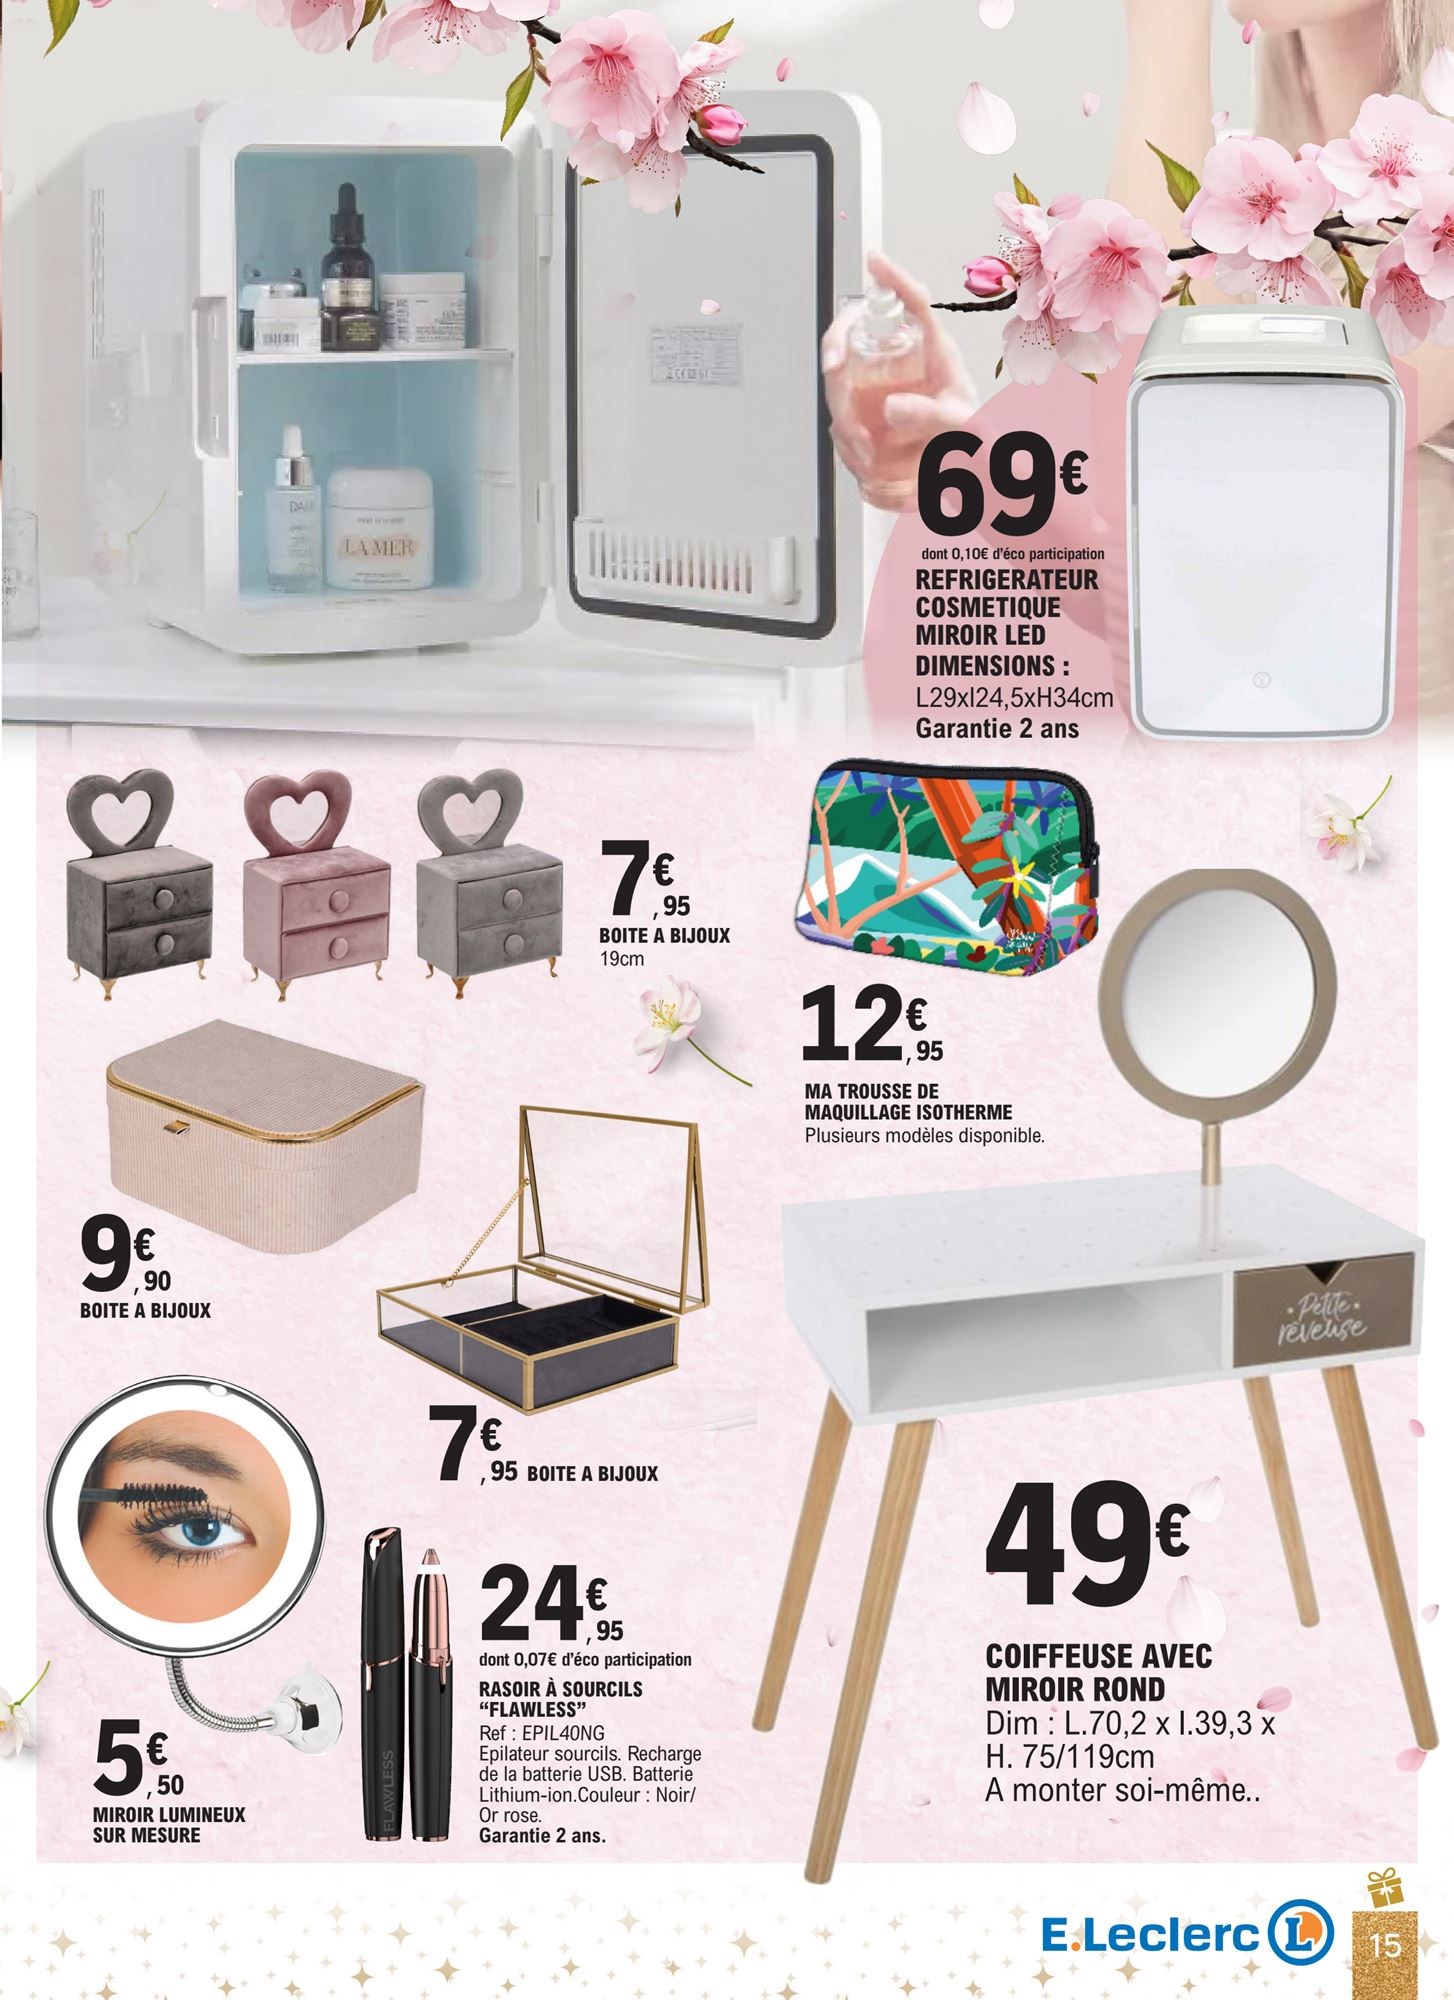 LA MER
69€
dont 0,10€ d'éco participation
REFRIGERATEUR
COSMETIQUE
MIROIR LED
DIMENSIONS :
L29xl24,5xH34cm
Garantie 2 ans
7€,95
BOITE A BIJOUX
19cm
12€,95
MA TROUSSE DE
MAQUILLAGE ISOTHERME
Plusieurs modèles disponible.
9€,90
BOITE A BIJOUX
7€,95 BOITE A BIJOUX
• Petite •
rêveuse
49€
COIFFEUSE AVEC
MIROIR ROND
Dim : L.70,2 x l.39,3 x
H. 75/119cm
A monter soi-même..
5€,50
MIROIR LUMINEUX
SUR MESURE
FLAWLESS
24€,95
dont 0,07€ d'éco participation
RASOIR À SOURCILS
“FLAWLESS”
Ref : EPIL40NG
Epilateur sourcils. Recharge
de la batterie USB. Batterie
Lithium-ion.Couleur : Noir/
Or rose.
Garantie 2 ans.
E.Leclerc L
15